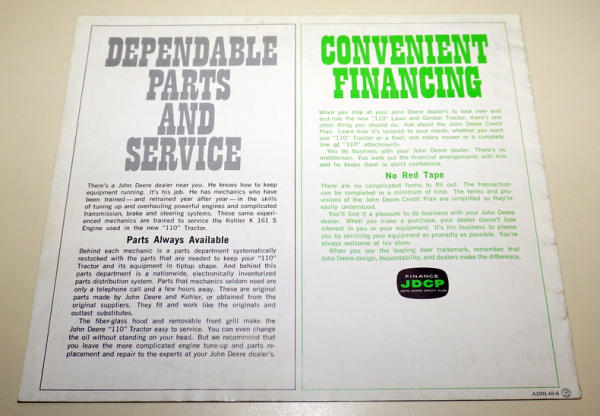 DEPENDABLE
PARTS
AND
SERVICE
There's a John Deere dealer near you. He knows how to keep
equipment running. It's his job. He has mechanics who have
been trained—and retrained year after year—in the skills
of tuning up and overhauling powerful engines and complicated
transmission, brake and steering systems. These same experi-
enced mechanics are trained to service the Kohler K 161 S
Engine used in the new "110" Tractor.
Parts Always Available
Behind each mechanic is a parts department systematically
restocked with the parts that are needed to keep your "110"
Tractor and its equipment in tiptop shape. And behind this
parts department is a nationwide, electronically inventoried
parts distribution system. Parts that mechanics seldom need are
only a telephone call and a few hours away. These are original
parts made by John Deere and Kohler, or obtained from the
original suppliers. They fit and work like the originals and
outlast substitutes.
The fiber-glass hood and removable front grill make the
John Deere "110" Tractor easy to service. You can even change
the oil without standing on your head. But we recommend that
you leave the more complicated engine tune-up and parts re-
placement and repair to the experts at your John Deere dealer's.
CONVENIENT
FINANCING
When you stop at your John Deere dealer's to look over and
test-ride the new "110" Lawn and Garden Tractor, there's one
other thing you should do. Ask about the John Deere Credit
Plan. Learn how it's tailored to your needs, whether you want
one "110" Tractor or a fleet; one rotary mower or a complete
line of "110" attachments.
You do business with your John Deere dealer. There's no
middleman. You work out the financial arrangements with him
and he keeps them in strict confidence.
No Red Tape
There are no complicated forms to fill out. The transaction
can be completed in a minimum of time. The terms and pro-
visions of the John Deere Credit Plan are simplified so they're
easily understood.
You'll find it a pleasure to do business with your John Deere
dealer. When you make a purchase, your dealer doesn't lose
interest in you or your equipment. It's his business to please
you by servicing your equipment as promptly as possible. You're
always welcome at his store.
When you see the leaping deer trademark, remember that
John Deere design, dependability, and dealers make the difference.
FINANCE
JDCP
JOHN DEERE CREDIT PLAN